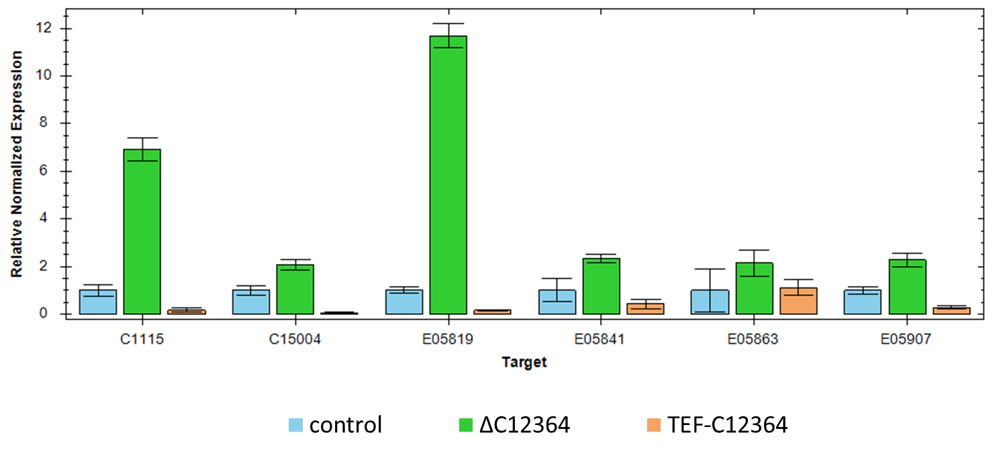 Relative Normalized Expression
12
10
8
6
4
2
0
C1115 C15004 E05819 E05841 E05863 E05907
Target
control ΔC12364 TEF-C12364